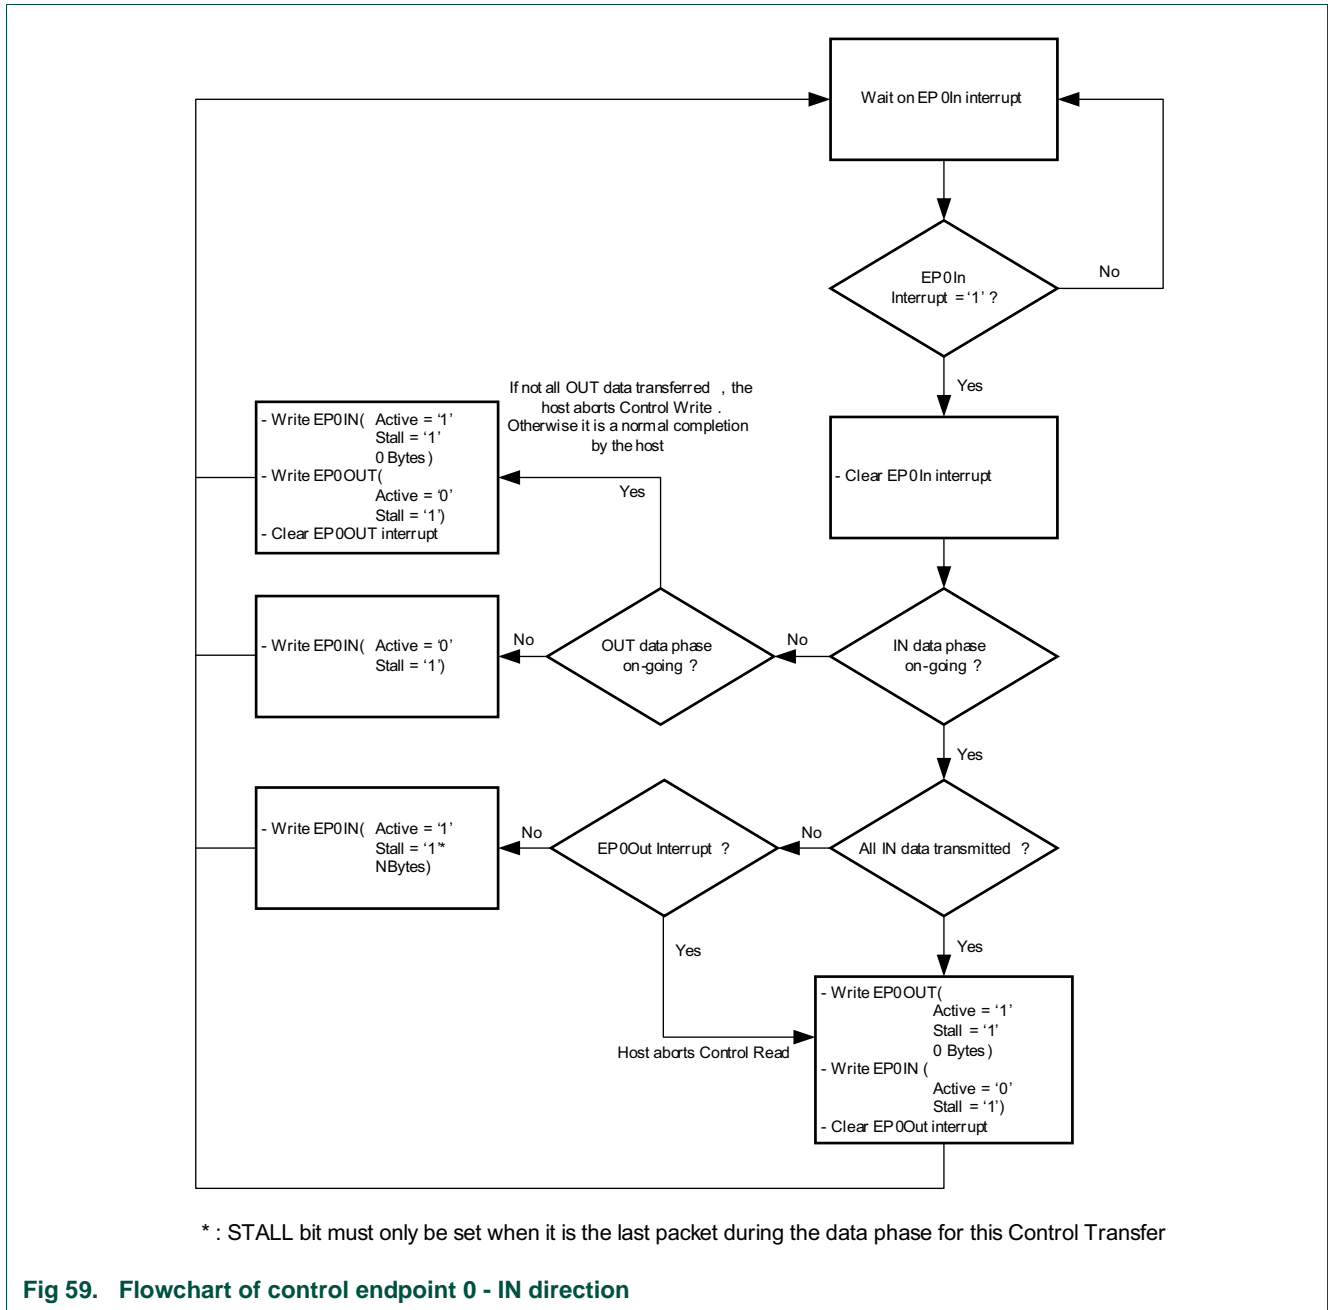 Wait on EP0In interrupt
EP0In
Interrupt = ‘1’ ?
No
Yes
If not all OUT data transferred , the
host aborts Control Write .
Otherwise it is a normal completion
by the host
- Write EP0IN( Active = ‘1’
Stall = ‘1’
0 Bytes)
- Write EP0OUT(
Active = ‘0’
Stall = ‘1’)
- Clear EP0OUT interrupt
Yes
- Clear EP0In interrupt
- Write EP0IN( Active = ‘0’
Stall = ‘1’)
No
OUT data phase
on-going ?
No
IN data phase
on-going ?
Yes
- Write EP0IN( Active = ‘1’
Stall = ‘1’*
NBytes)
No
EP0Out Interrupt ?
No
All IN data transmitted ?
Yes
Yes
Host aborts Control Read
- Write EP0OUT(
Active = ‘1’
Stall = ‘1’
0 Bytes)
- Write EP0IN (
Active = ‘0’
Stall = ‘1’)
- Clear EP0Out interrupt
* : STALL bit must only be set when it is the last packet during the data phase for this Control Transfer
Fig 59. Flowchart of control endpoint 0 - IN direction